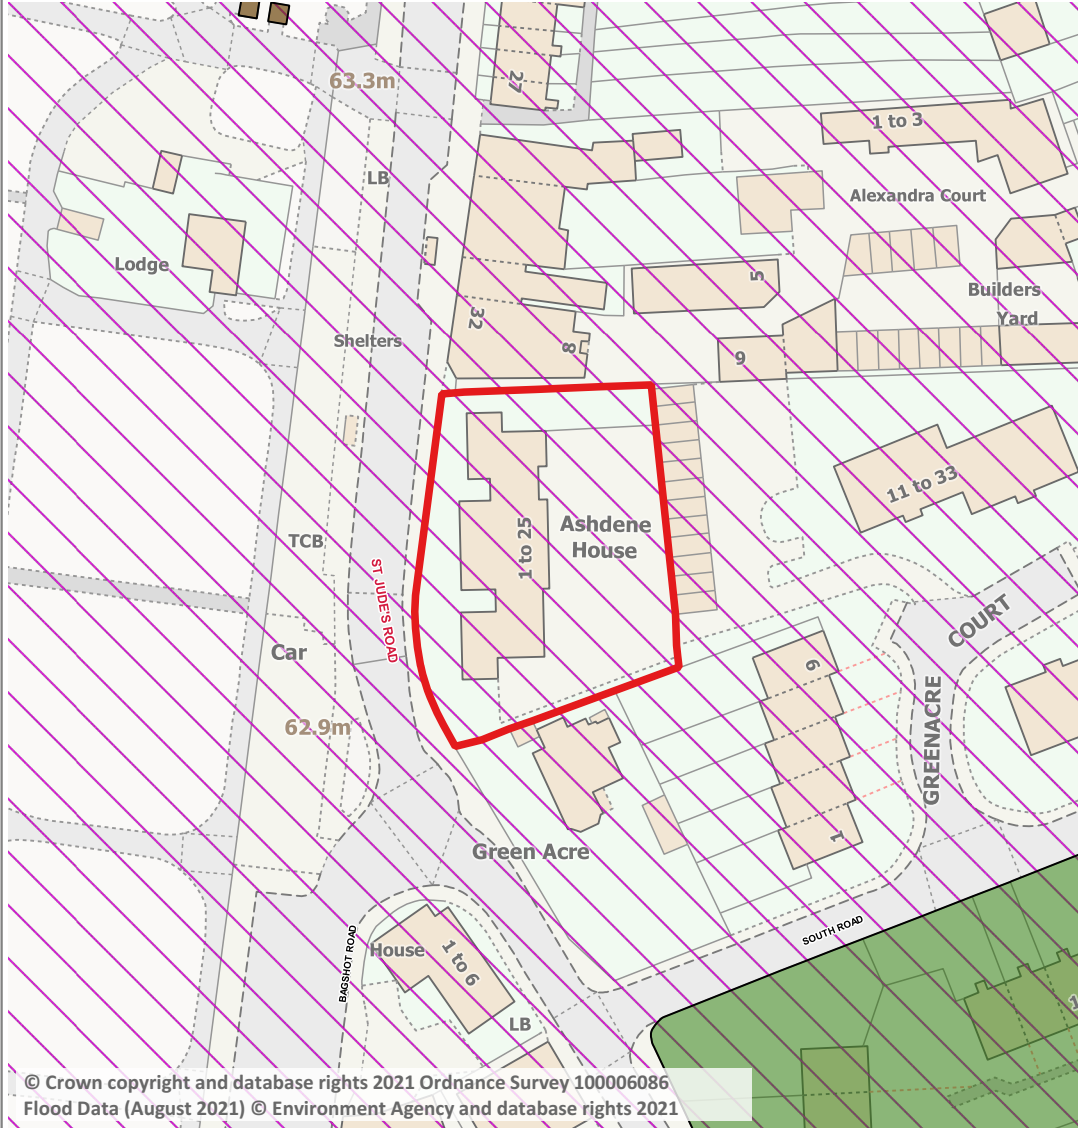 63.3m
27
1 to 3
LB
Alexandra Court
Lodge
5
Builders
Yard
32
Shelters
8
9
11 to 33
1 to 25
Ashdene
House
TCB
ST JUDE'S ROAD
COURT
Car
6
GREENACRE
62.9m
1
Green Acre
SOUTH ROAD
BAGSHOT ROAD
House
1 to 6
LB
© Crown copyright and database rights 2021 Ordnance Survey 100006086
Flood Data (August 2021) © Environment Agency and database rights 2021